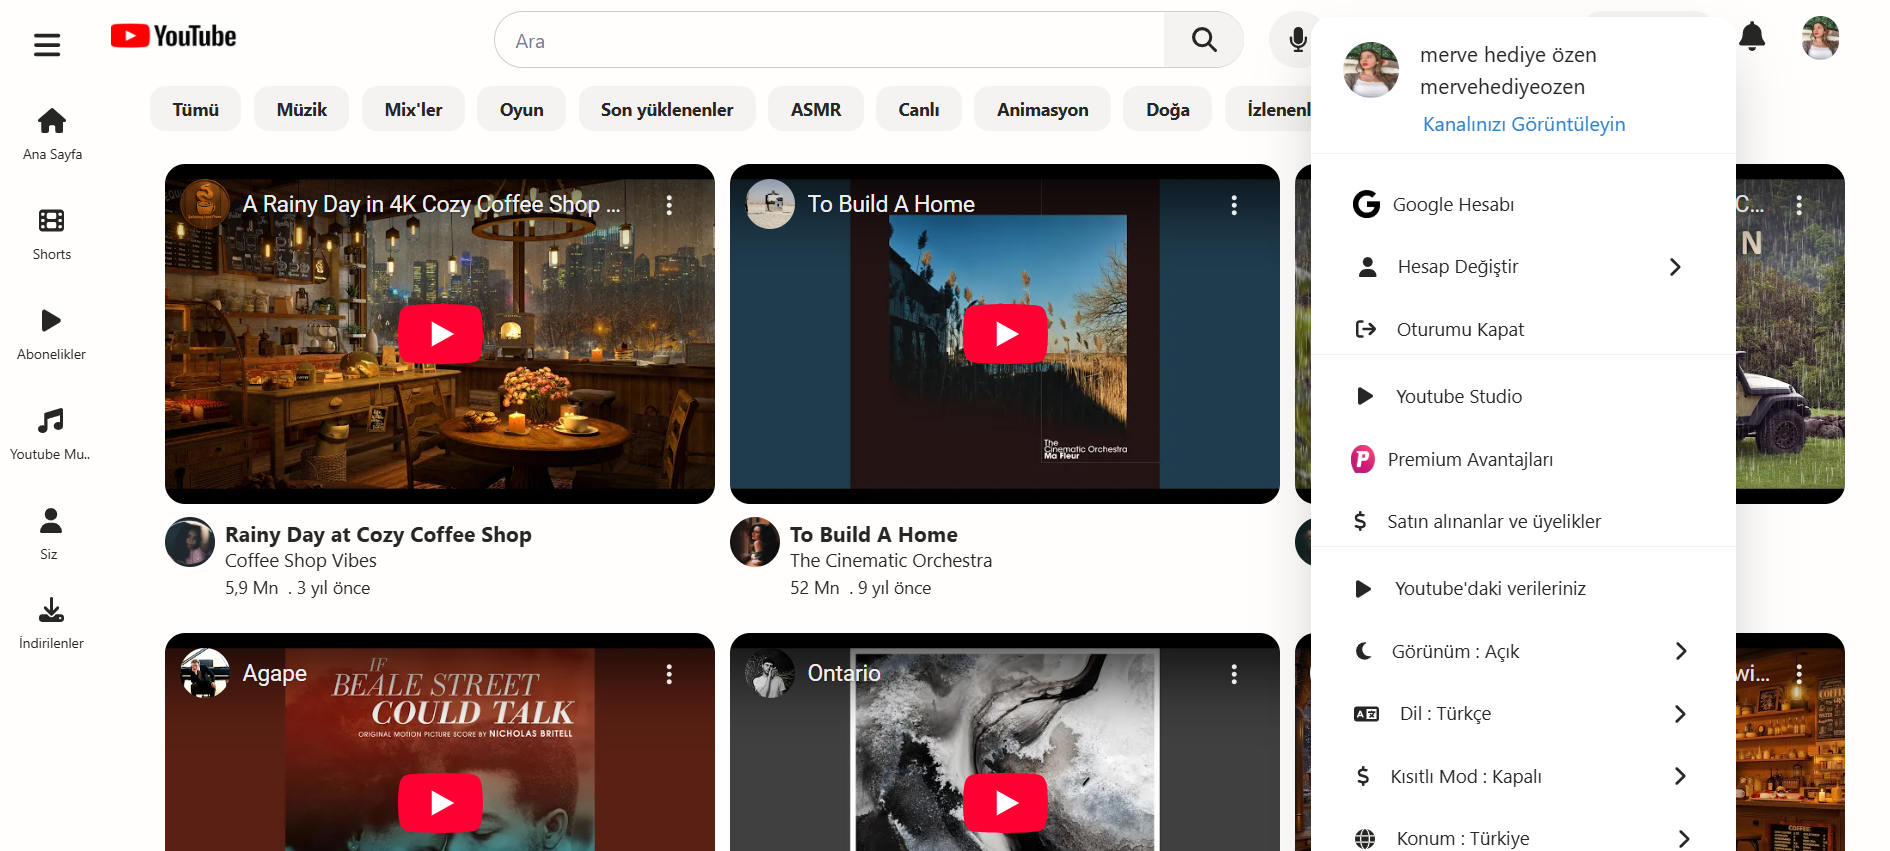 YouTube
Ara
Tümü
Müzik
Mix'ler
Oyun
Son yüklenenler
ASMR
Canlı
Animasyon
Doğa
Ana Sayfa
Shorts
Abonelikler
Youtube Mu..
Siz
İndirilenler
A Rainy Day in 4K Cozy Coffee Shop ...
Rainy Day at Cozy Coffee Shop
Coffee Shop Vibes
5,9 Mn . 3 yıl önce
To Build A Home
The
Cinematic Orchestra
Ma Fleur
To Build A Home
The Cinematic Orchestra
52 Mn . 9 yıl önce
C...
N
Agape
IF
BEALE STREET
COULD TALK
ORIGINAL MOTION PICTURE SCORE BY NICHOLAS BRITELL
Ontario
wi...
COFFEE
merve hediye özen
mervehediyeozen
Kanalınızı Görüntüleyin
Google Hesabı
Hesap Değiştir
Oturumu Kapat
Youtube Studio
Premium Avantajları
Satın alınanlar ve üyelikler
Youtube'daki verileriniz
Görünüm : Açık
Dil : Türkçe
Kısıtlı Mod : Kapalı
Konum : Türkiye